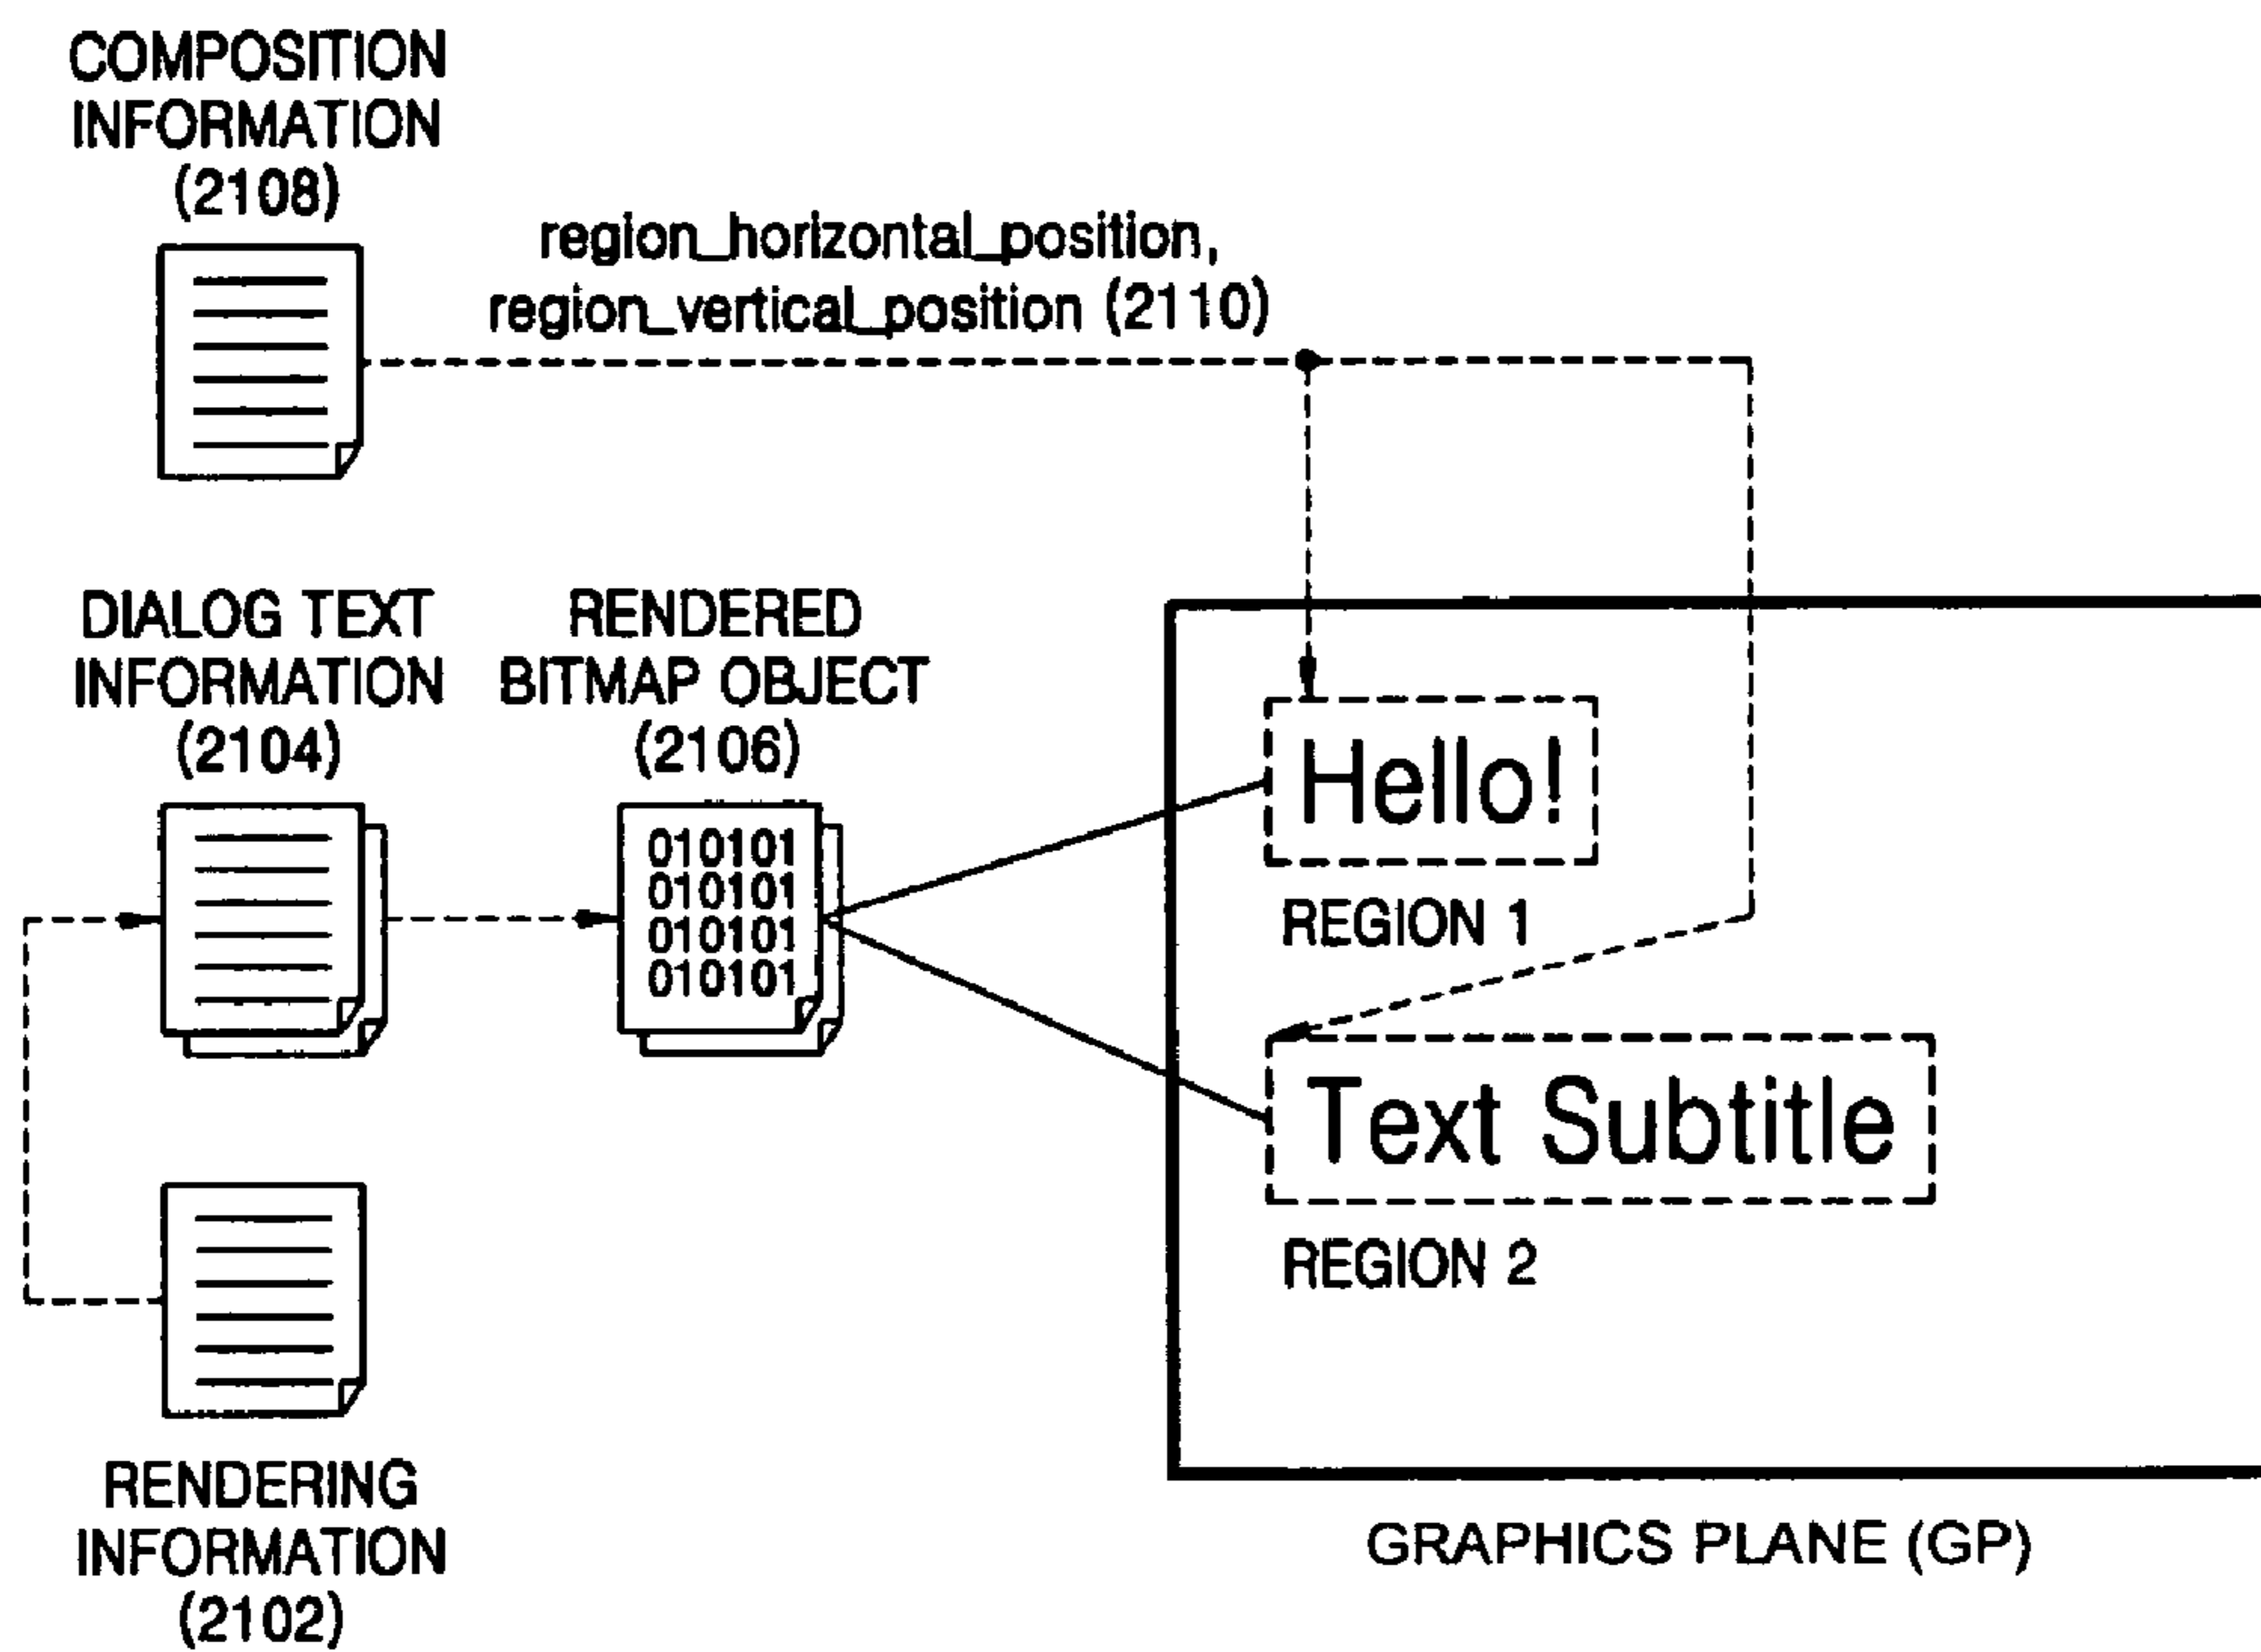 COMPOSITION
INFORMATION
(2108)
region_horizontal_position,
region_vertical_position (2110)
DIALOG TEXT
INFORMATION
(2104)
RENDERED
BITMAP OBJECT
(2106)
010101
010101
010101
010101
Hello!
REGION 1
Text Subtitle
REGION 2
RENDERING
INFORMATION
(2102)
GRAPHICS PLANE (GP)